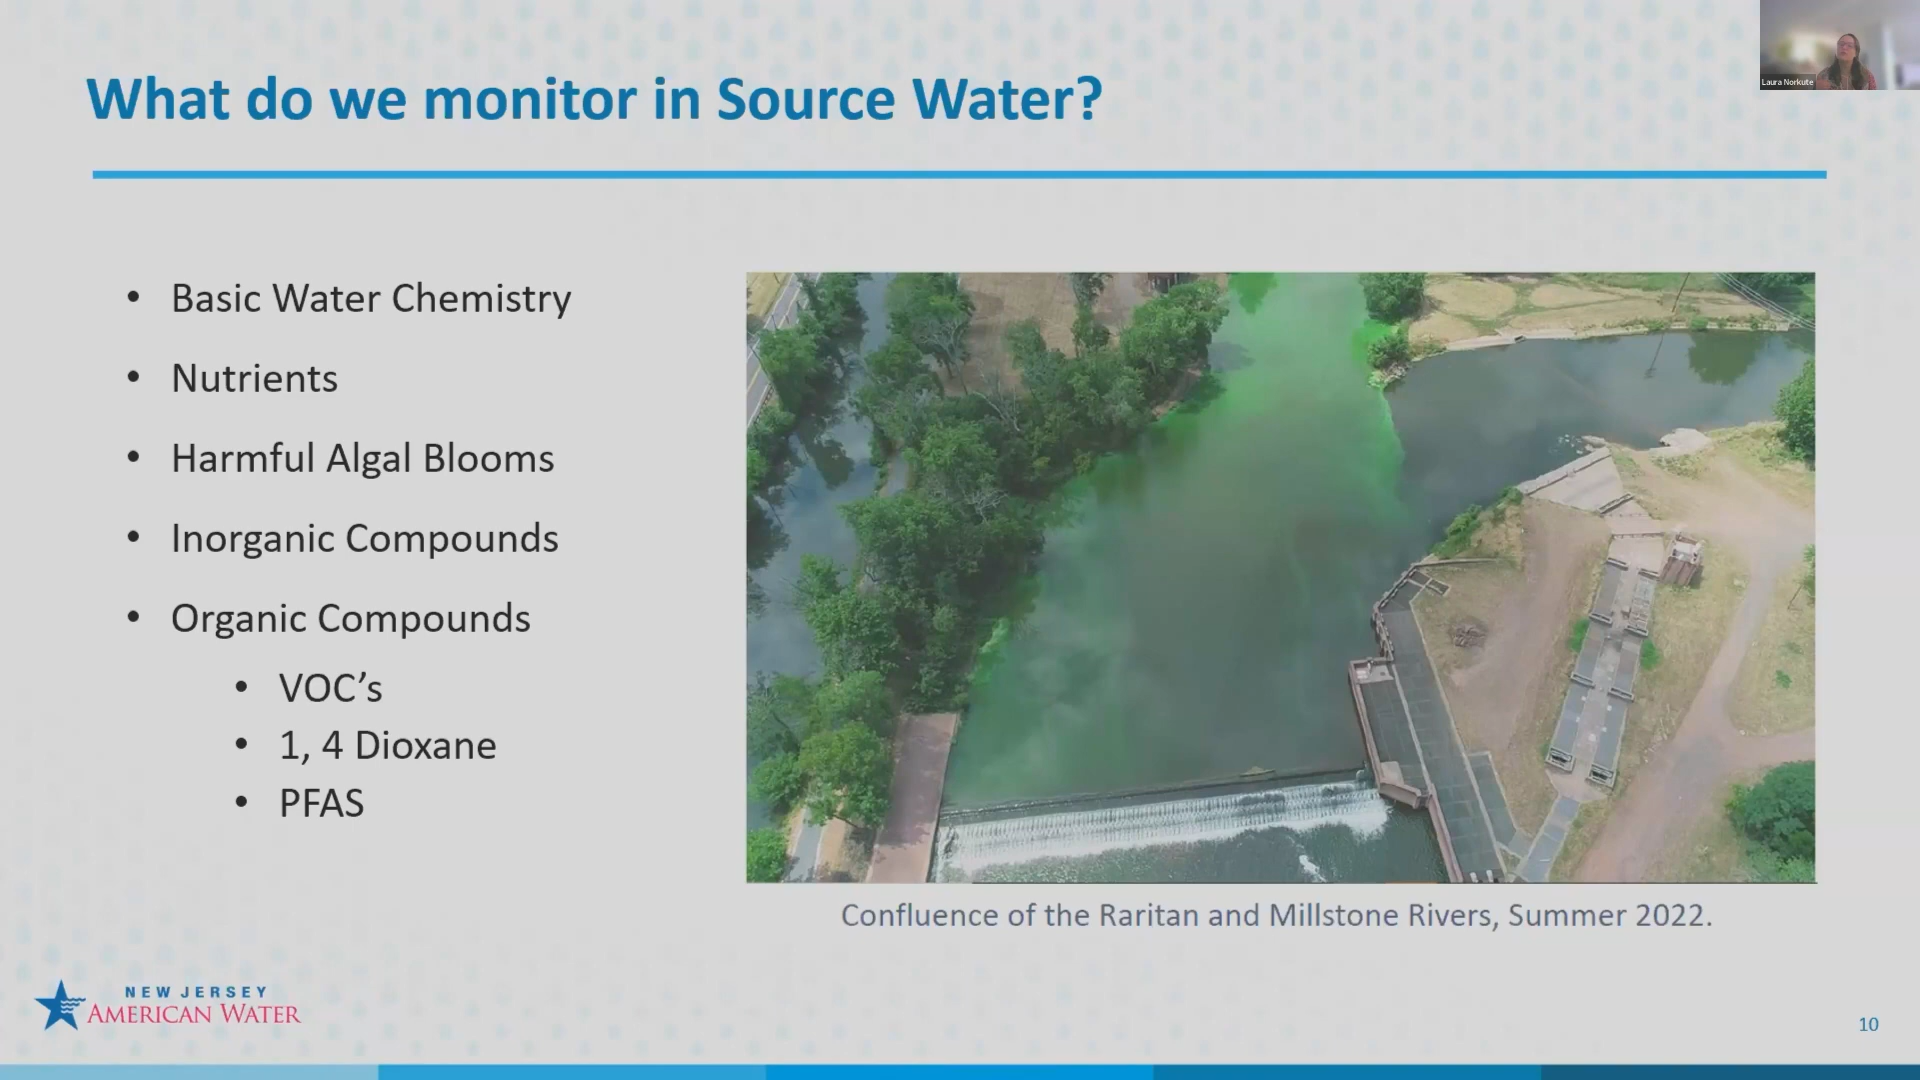 Laura Norkute
What do we monitor in Source Water?
• Basic Water Chemistry
• Nutrients
• Harmful Algal Blooms
• Inorganic Compounds
• Organic Compounds
• VOC’s
• 1, 4 Dioxane
• PFAS
Confluence of the Raritan and Millstone Rivers, Summer 2022.
NEW JERSEY
AMERICAN WATER
10